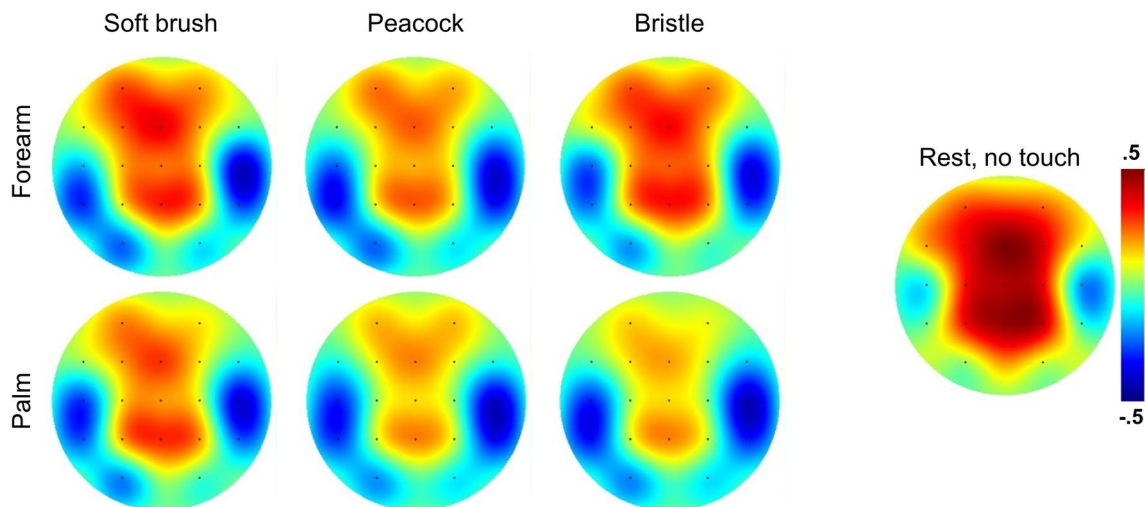 Soft brush
Peacock
Bristle
Forearm
Rest, no touch
.5
Palm
-.5